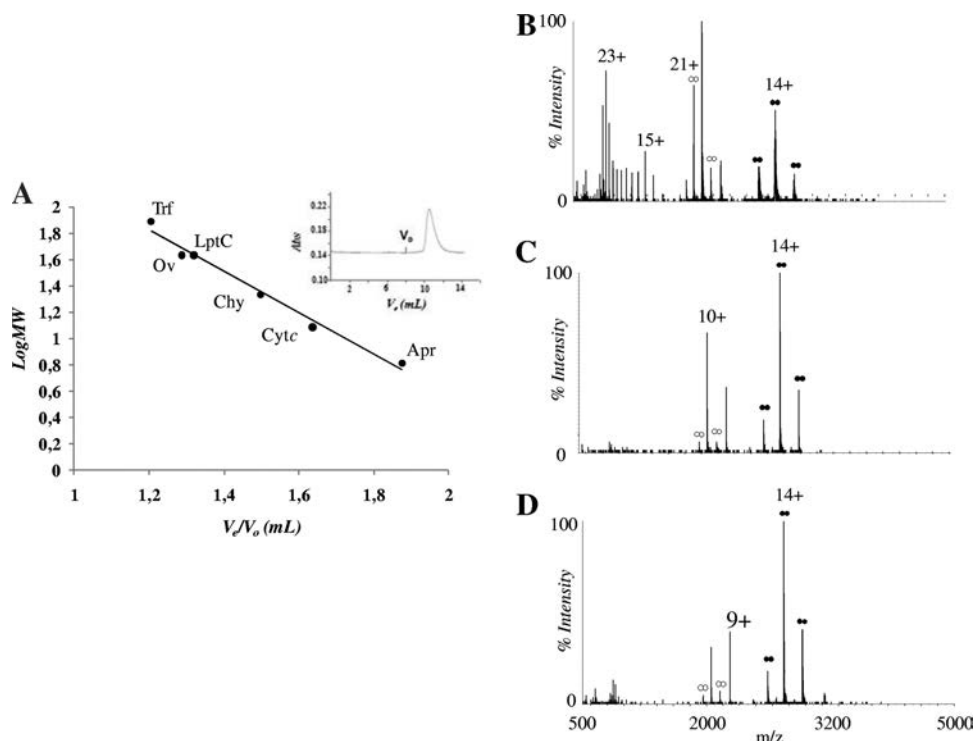 A
2
1,8
1,6
1,4
1,2
1
0,8
0,6
0,4
0,2
0
LogMW
Trf
Ov
LptC
Chy
Cytc
Apr
1 1,2 1,4 1,6 1,8 2
Ve/Vo (mL)
Abs
0.22
0.18
0.14
0.10
Vo
2 4 6 8 10 12 14
Ve (mL)
B
100
0
% Intensity
23+
15+
21+
14+
C
100
0
% Intensity
10+
14+
D
100
0
% Intensity
9+
14+
500 2000 3200 5000
m/z